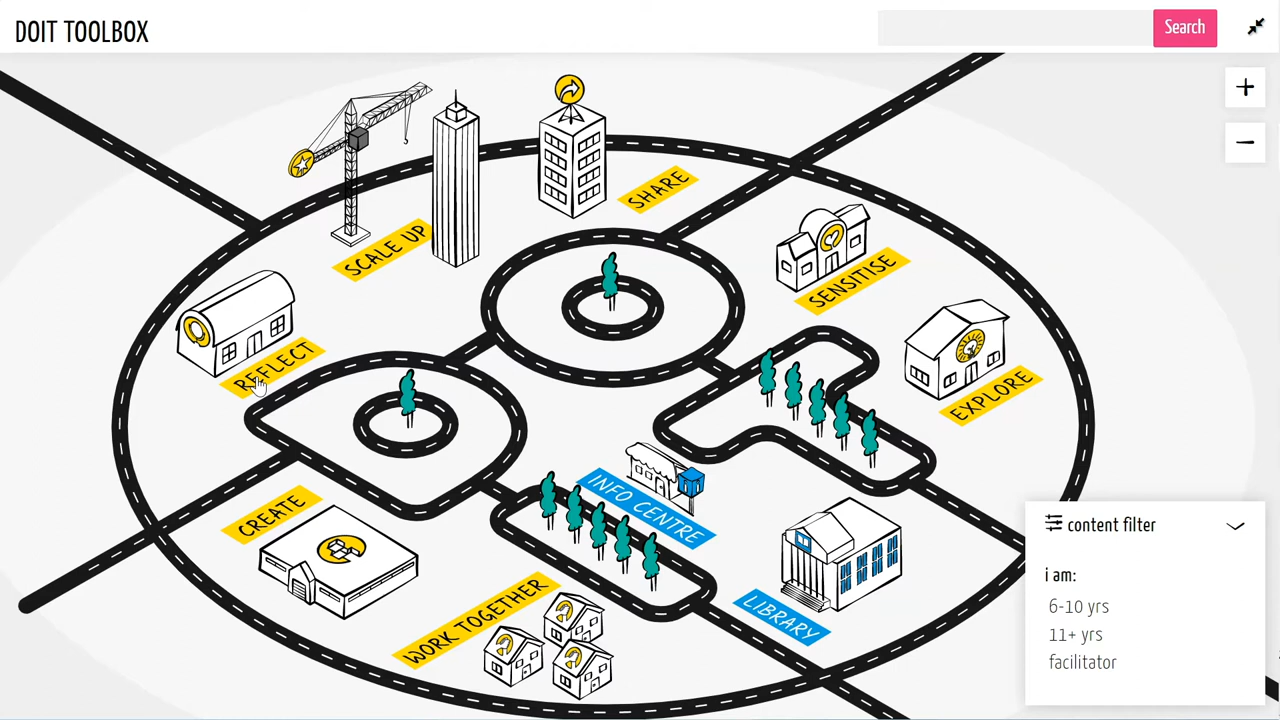 DOIT TOOLBOX
Search
SHARE
SCALE UP
SENSITISE
REFLECT
EXPLORE
INFO CENTRE
CREATE
LIBRARY
WORK TOGETHER
content filter
i am:
6-10 yrs
11+ yrs
facilitator